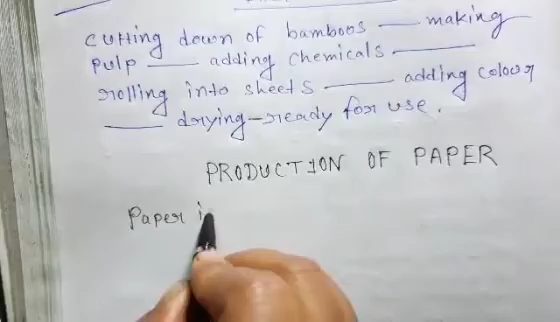 cutting down of bamboos — making
pulp — adding chemicals —
rolling into sheets — adding colour
— drying—ready for use.
PRODUCTION OF PAPER
Paper i